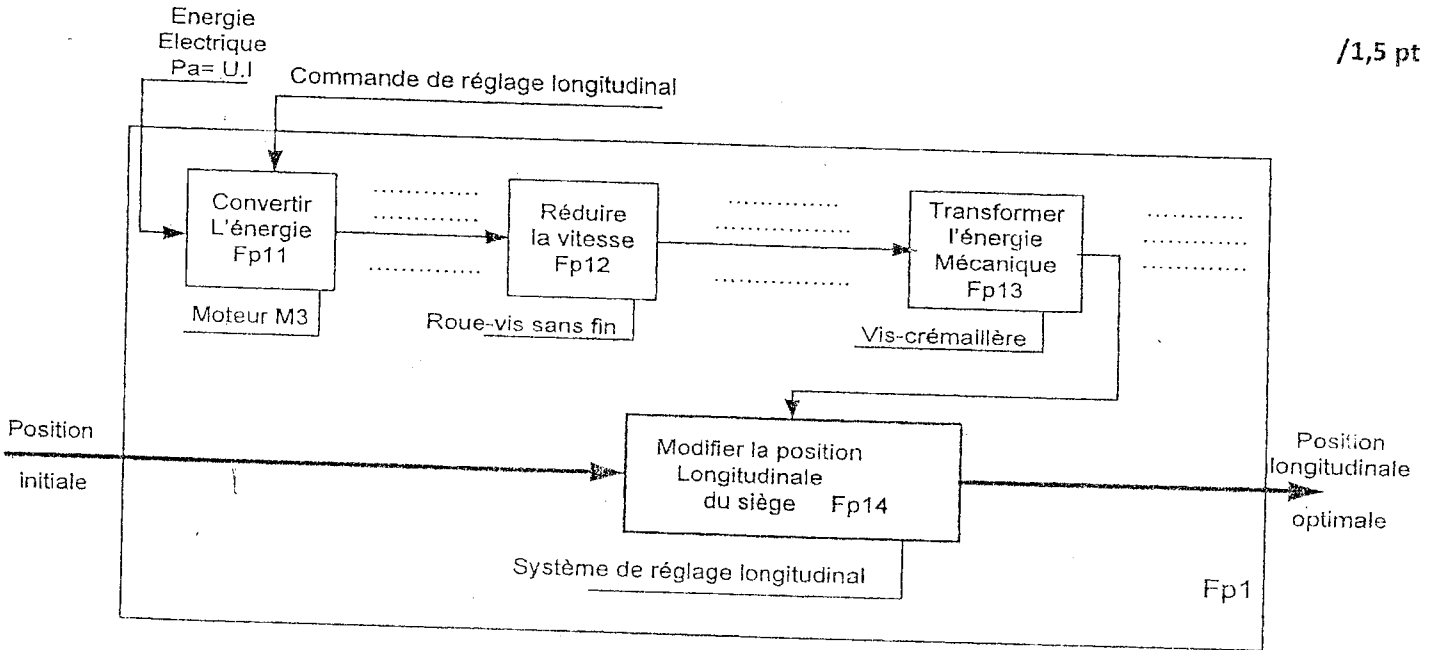 Energie
Electrique
Pa= U.I
/1,5 pt
Commande de réglage longitudinal
Convertir
L'énergie
Fp11
.............
.............
.............
Réduire
la vitesse
Fp12
.............
.............
.............
Transformer
l'énergie
Mécanique
Fp13
.............
.............
.............
Moteur M3
Roue-vis sans fin
Vis-crémaillère
Position
initiale
Modifier la position
Longitudinale
du siège Fp14
Position
longitudinale
optimale
Système de réglage longitudinal
Fp1